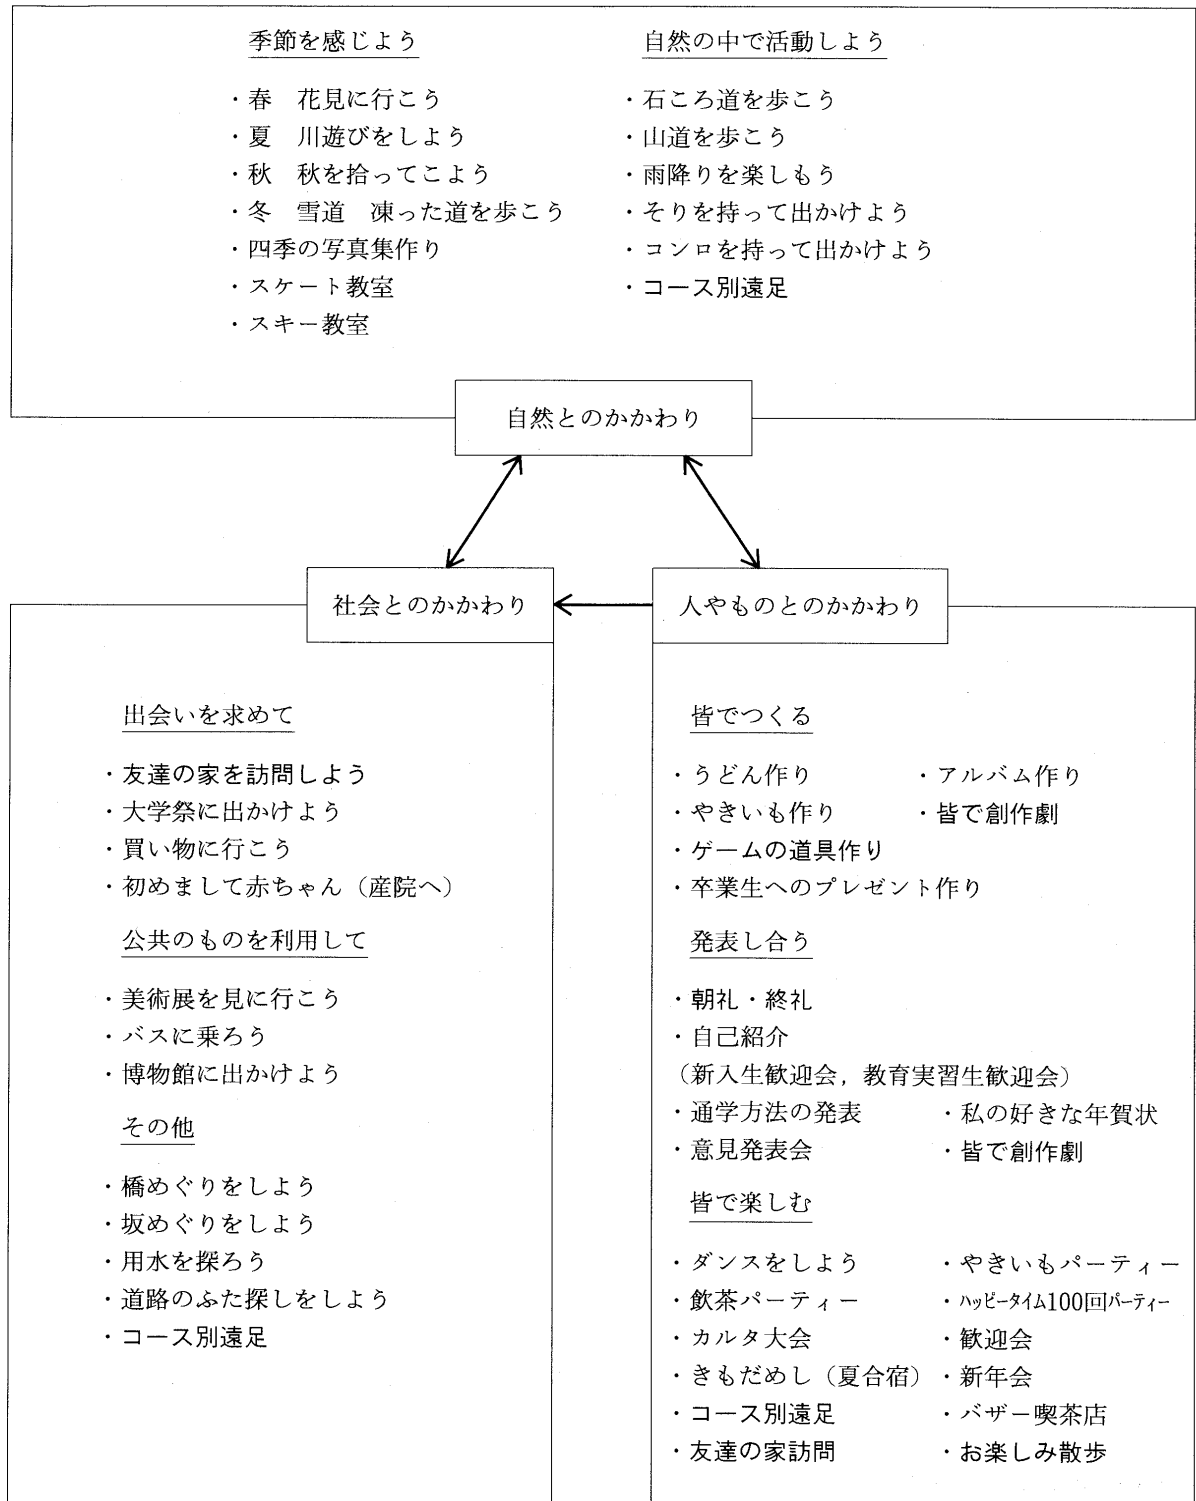 季節を感じよう
・春　花見に行こう
・夏　川遊びをしよう
・秋　秋を拾ってこよう
・冬　雪道　凍った道を歩こう
・四季の写真集作り
・スケート教室
・スキー教室
自然の中で活動しよう
・石ころ道を歩こう
・山道を歩こう
・雨降りを楽しもう
・そりを持って出かけよう
・コンロを持って出かけよう
・コース別遠足
自然とのかかわり
社会とのかかわり
人やものとのかかわり
出会いを求めて
・友達の家を訪問しよう
・大学祭に出かけよう
・買い物に行こう
・初めまして赤ちゃん（産院へ）
公共のものを利用して
・美術展を見に行こう
・バスに乗ろう
・博物館に出かけよう
その他
・橋めぐりをしよう
・坂めぐりをしよう
・用水を探ろう
・道路のふた探しをしよう
・コース別遠足
皆でつくる
・うどん作り　・アルバム作り
・やきいも作り　・皆で創作劇
・ゲームの道具作り
・卒業生へのプレゼント作り
発表し合う
・朝礼・終礼
・自己紹介
（新入生歓迎会，教育実習生歓迎会）
・通学方法の発表　・私の好きな年賀状
・意見発表会　・皆で創作劇
皆で楽しむ
・ダンスをしよう　・やきいもパーティー
・飲茶パーティー　・ハッピータイム100回パーティー
・カルタ大会　・歓迎会
・きもだめし（夏合宿）・新年会
・コース別遠足　・バザー喫茶店
・友達の家訪問　・お楽しみ散歩